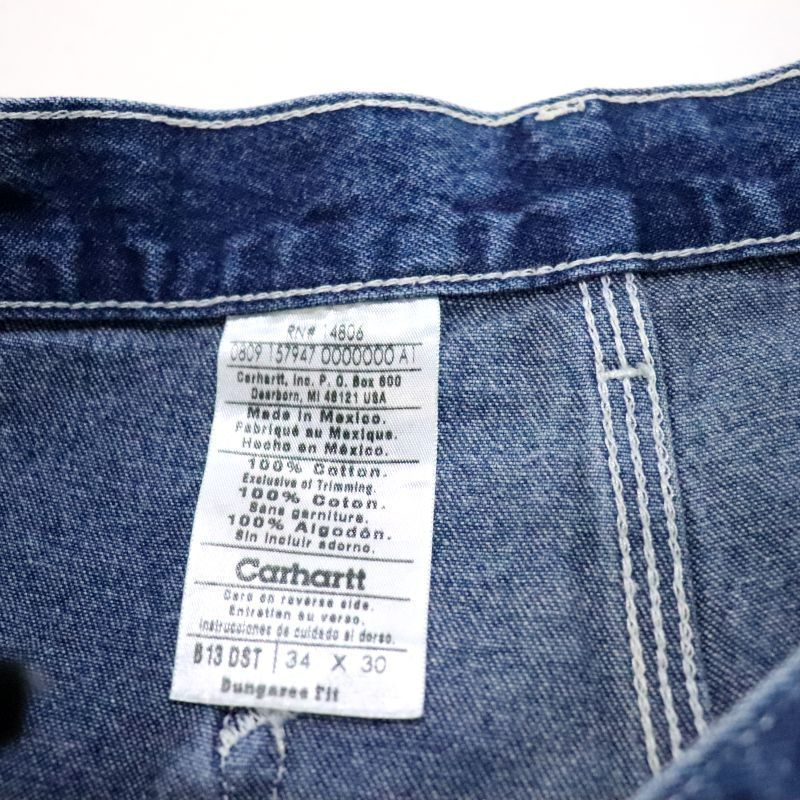 RN# 14806
0809 157947 0000000 A1
Carhartt, Inc. P. O. Box 600
Dearborn, MI 48121 USA
Made in Mexico.
Fabriqué au Mexique.
Hecho en México.
100% Cotton.
Exclusive of Trimming.
100% Coton.
Sans garniture.
100% Algodón.
Sin incluir adorno.
Carhartt
Care on reverse side.
Entretien au verso.
Instrucciones de cuidado al dorso.
B13 DST 34 X 30
Dungaree Fit